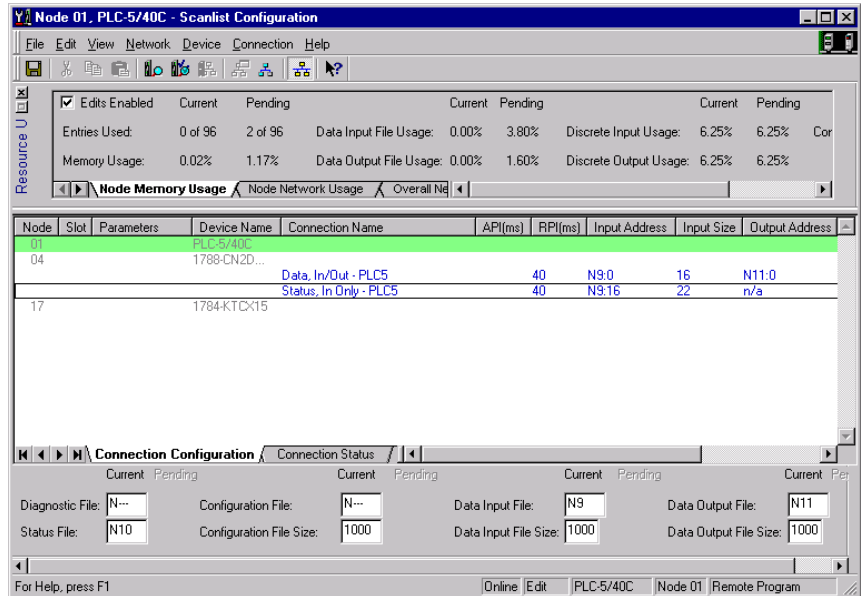 Node 01, PLC-5/40C - Scanlist Configuration
File Edit View Network Device Connection Help
Resource U
Edits Enabled Current Pending Current Pending Current Pending
Entries Used: 0 of 96 2 of 96 Data Input File Usage: 0.00% 3.80% Discrete Input Usage: 6.25% 6.25% Cor
Memory Usage: 0.02% 1.17% Data Output File Usage: 0.00% 1.60% Discrete Output Usage: 6.25% 6.25%
Node Memory Usage Node Network Usage Overall Ne
Node Slot Parameters Device Name Connection Name API(ms) RPI(ms) Input Address Input Size Output Address
01 PLC-5/40C
04 1788-CN2D...
Data, In/Out - PLC5 40 N9:0 16 N11:0
Status, In Only - PLC5 40 N9:16 22 n/a
17 1784-KTCX15
Connection Configuration Connection Status
Current Pending Current Pending Current Pending Current Per
Diagnostic File: N--- Configuration File: N--- Data Input File: N9 Data Output File: N11
Status File: N10 Configuration File Size: 1000 Data Input File Size: 1000 Data Output File Size: 1000
For Help, press F1 Online Edit PLC-5/40C Node 01 Remote Program